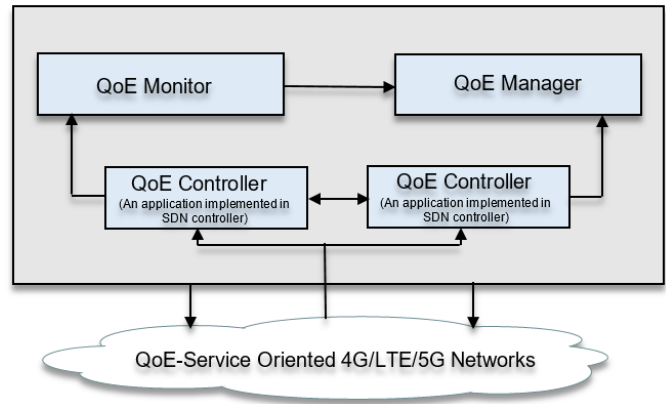 QoE Monitor
QoE Manager
QoE Controller
(An application implemented in
SDN controller)
QoE Controller
(An application implemented in
SDN controller)
QoE-Service Oriented 4G/LTE/5G Networks